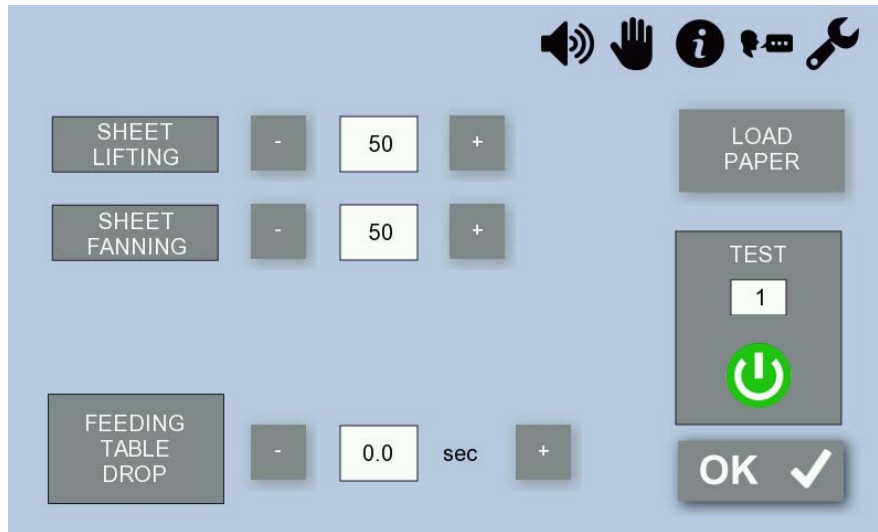 SHEET
LIFTING
-
50
+
LOAD
PAPER
SHEET
FANNING
-
50
+
TEST
1
FEEDING
TABLE
DROP
-
0.0
sec
+
OK